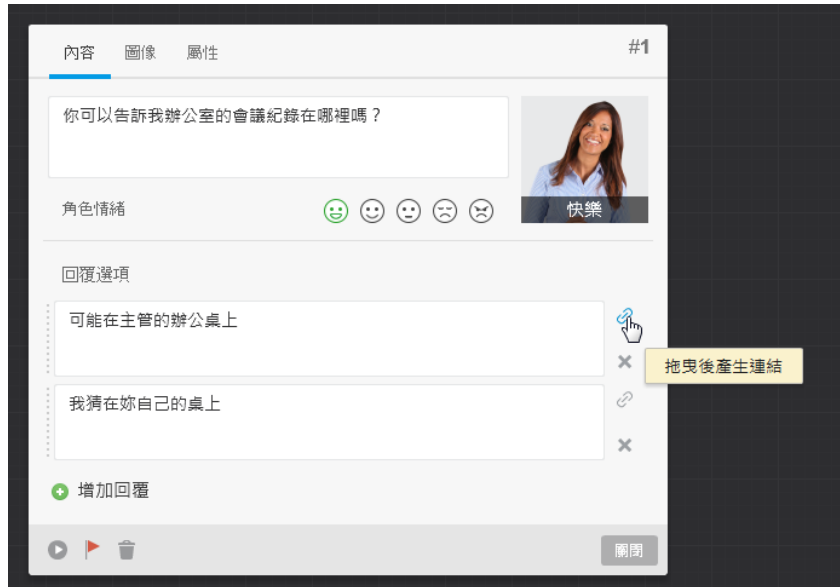 內容 圖像 屬性 #1
你可以告訴我辦公室的會議紀錄在哪裡嗎？
角色情緒
快樂
回覆選項
可能在主管的辦公桌上
拖曳後產生連結
我猜在妳自己的桌上
增加回覆
關閉